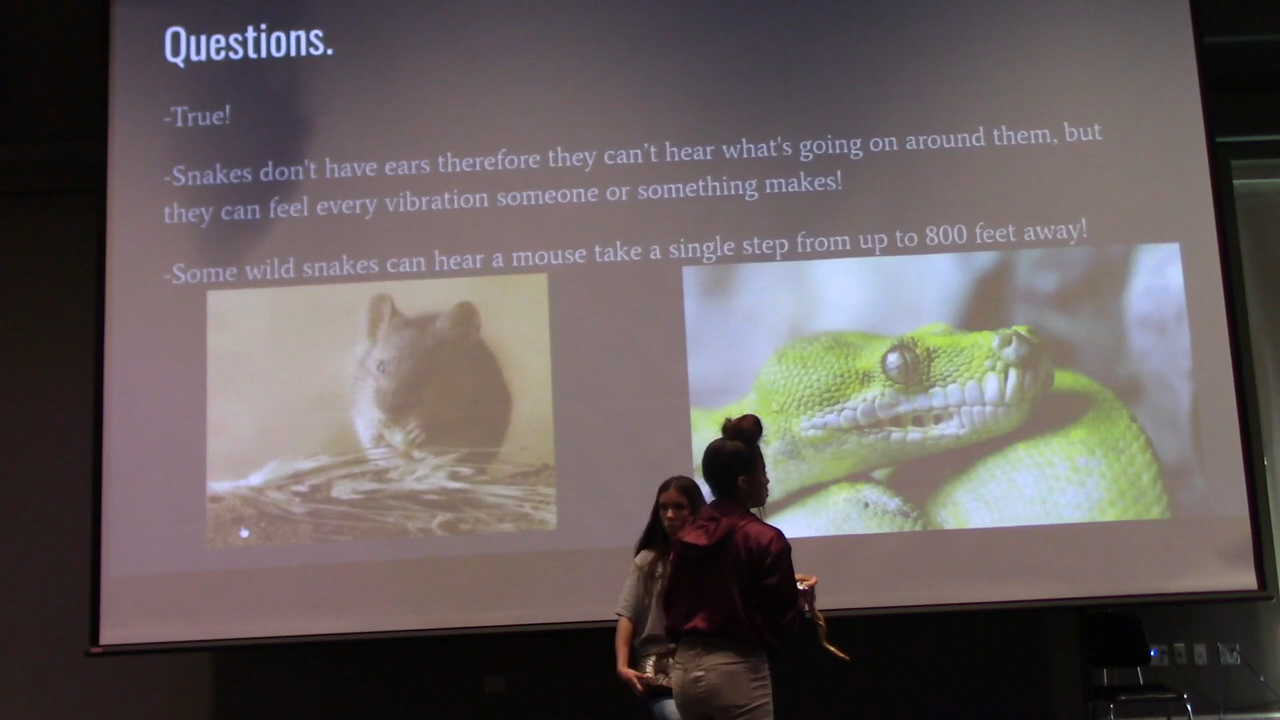 Questions.
-True!
-Snakes don't have ears therefore they can't hear what's going on around them, but
they can feel every vibration someone or something makes!
-Some wild snakes can hear a mouse take a single step from up to 800 feet away!